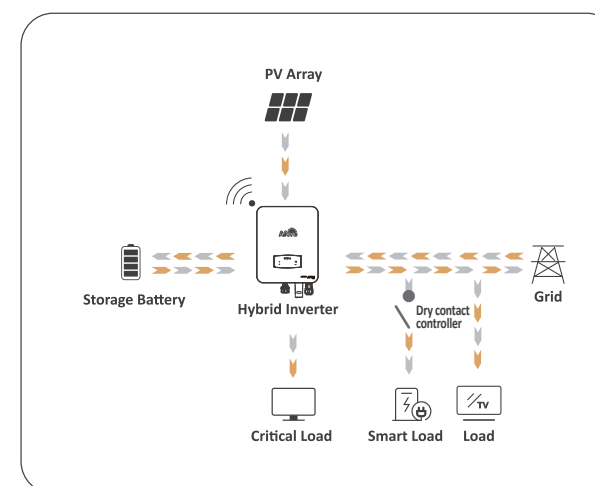 PV Array
Storage Battery
Hybrid Inverter
Grid
Dry contact
controller
TV
Critical Load
Smart Load
Load